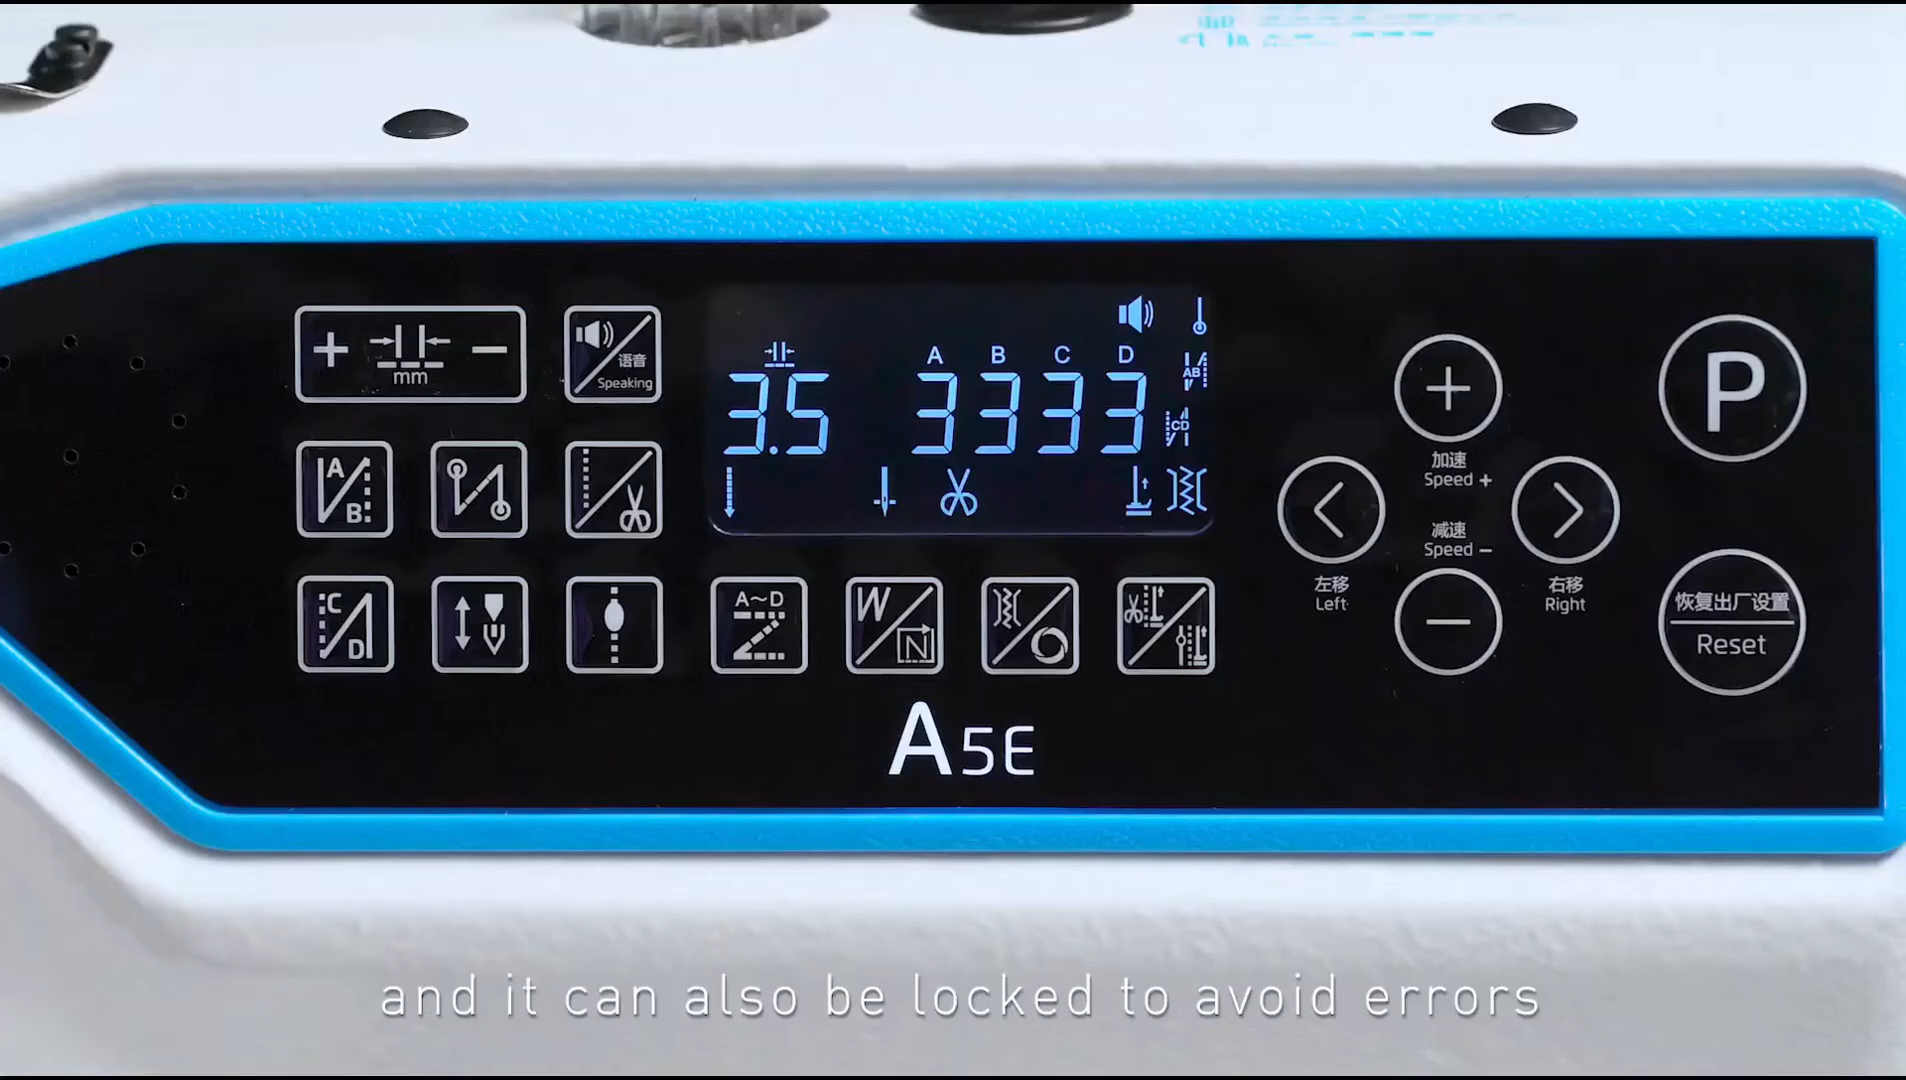 + mm −
语音
Speaking
A B C D
3.5 3333
AB
CD
A
B
C
D
A~D
W
N
加速
Speed +
减速
Speed −
左移
Left
右移
Right
P
恢复出厂设置
Reset
A5E
and it can also be locked to avoid errors